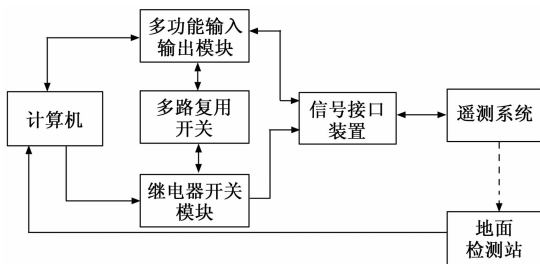 多功能输入
输出模块
计算机
多路复用
开关
信号接口
装置
遥测系统
继电器开关
模块
地面
检测站